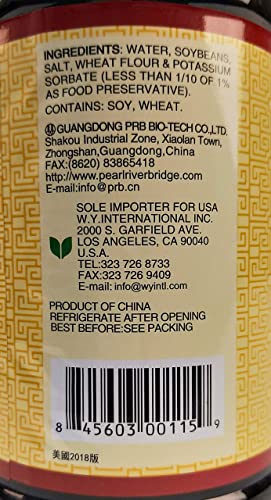 INGREDIENTS: WATER, SOYBEANS,
SALT, WHEAT FLOUR & POTASSIUM
SORBATE (LESS THAN 1/10 OF 1%
AS FOOD PRESERVATIVE).
CONTAINS: SOY, WHEAT.
GUANGDONG PRB BIO-TECH CO.,LTD.
Shakou Industrial Zone, Xiaolan Town,
Zhongshan,Guangdong,China
FAX:(8620) 83865418
http://www.pearlriverbridge.com
E-mail:info@prb.cn
SOLE IMPORTER FOR USA
W.Y.INTERNATIONAL INC.
2000 S. GARFIELD AVE.
LOS ANGELES, CA 90040
U.S.A.
TEL:323 726 8733
FAX:323 726 9409
E-mail: info@wyintl.com
PRODUCT OF CHINA
REFRIGERATE AFTER OPENING
BEST BEFORE:SEE PACKING
8 45603 00115 9
美國2018版